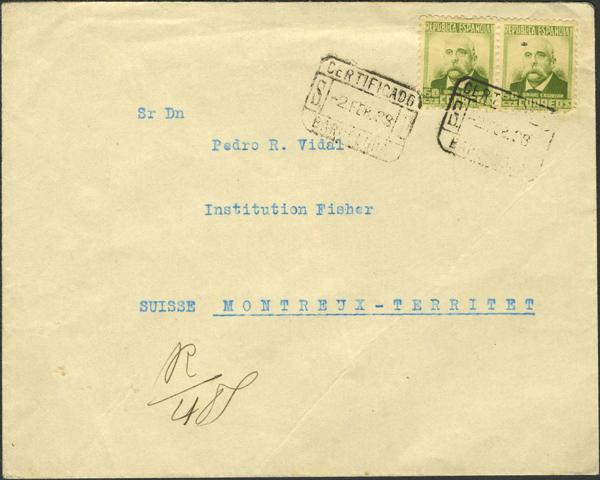 REPUBLICA ESPAÑOLA REPUBLICA ESPAÑOLA
CORREOS
CERTIFICADO
-2.FEB.38
BARCELONA
Sr Dn
Pedro R. Vidal
Institution Fisher
SUISSE MONTREUX-TERRITET
R